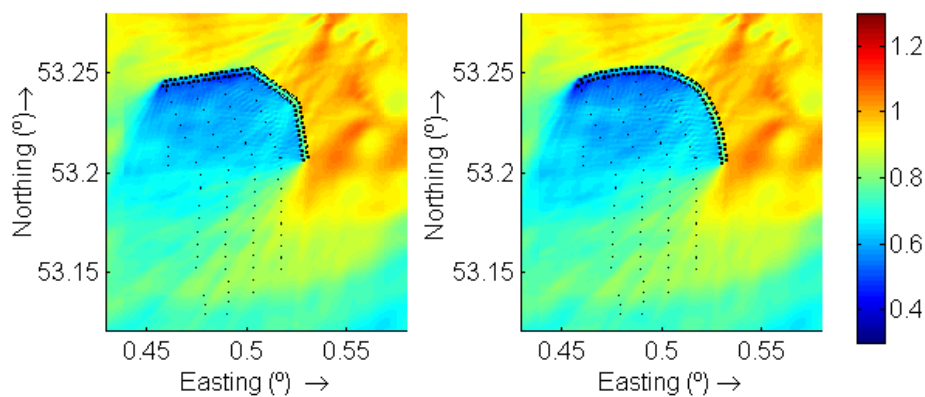 53.25
53.2
53.15
Northing (º) →
0.45 0.5 0.55
Easting (º) →
53.25
53.2
53.15
Northing (º) →
0.45 0.5 0.55
Easting (º) →
1.2
1
0.8
0.6
0.4